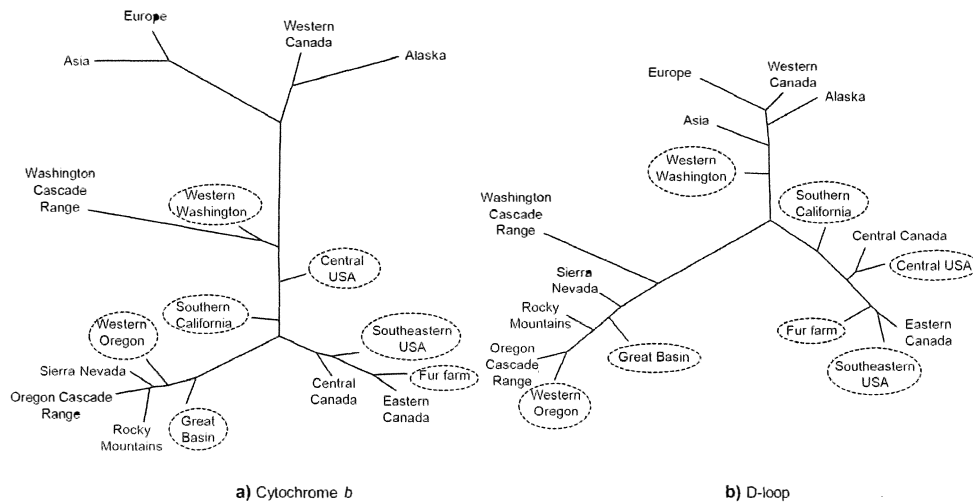 Europe
Asia
Western
Canada
Alaska
Washington
Cascade
Range
Western
Washington
Central
USA
Southern
California
Western
Oregon
Southeastern
USA
Sierra Nevada
Fur farm
Oregon Cascade
Range
Central
Canada
Eastern
Canada
Rocky
Mountains
Great
Basin
a) Cytochrome b
Europe
Western
Canada
Alaska
Asia
Western
Washington
Washington
Cascade
Range
Southern
California
Central Canada
Central USA
Sierra
Nevada
Rocky
Mountains
Fur farm
Eastern
Canada
Oregon
Cascade
Range
Great Basin
Southeastern
USA
Western
Oregon
b) D-loop